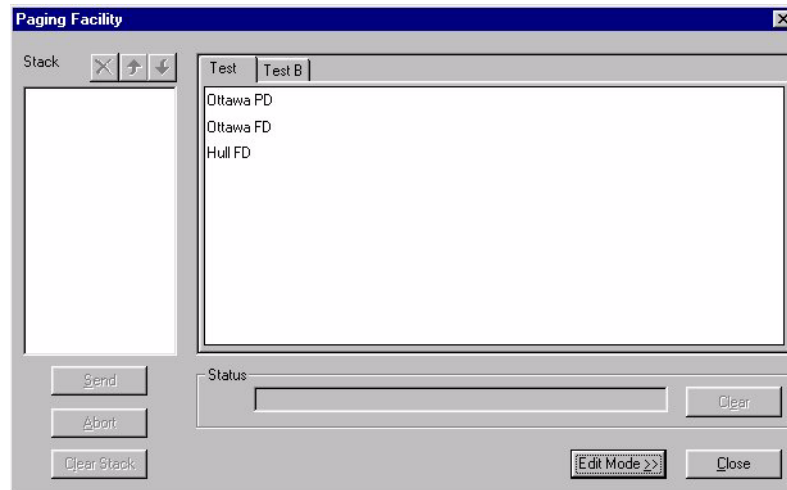 Paging Facility
Stack
Test
Test B
Ottawa PD
Ottawa FD
Hull FD
Send
Abort
Clear Stack
Status
Clear
Edit Mode >>
Close